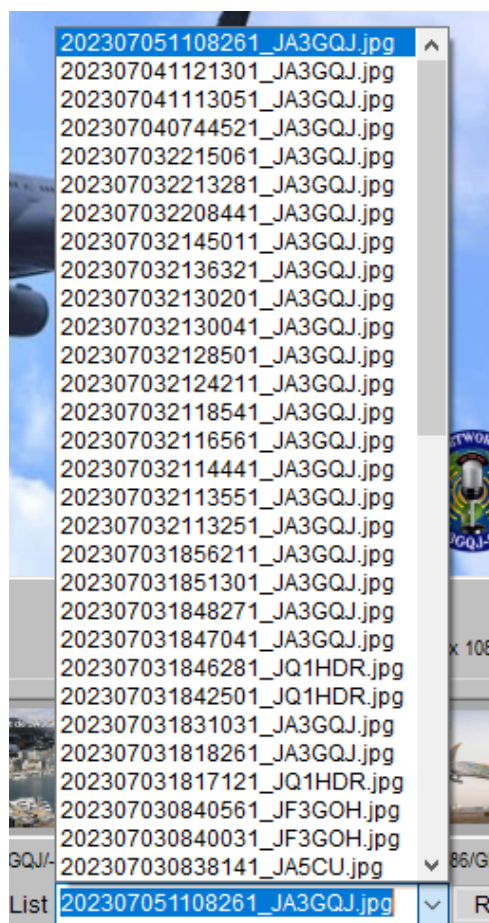 202307051108261_JA3GQJ.jpg
202307041121301_JA3GQJ.jpg
202307041113051_JA3GQJ.jpg
202307040744521_JA3GQJ.jpg
202307032215061_JA3GQJ.jpg
202307032213281_JA3GQJ.jpg
202307032208441_JA3GQJ.jpg
202307032145011_JA3GQJ.jpg
202307032136321_JA3GQJ.jpg
202307032130201_JA3GQJ.jpg
202307032130041_JA3GQJ.jpg
202307032128501_JA3GQJ.jpg
202307032124211_JA3GQJ.jpg
202307032118541_JA3GQJ.jpg
202307032116561_JA3GQJ.jpg
202307032114441_JA3GQJ.jpg
202307032113551_JA3GQJ.jpg
202307032113251_JA3GQJ.jpg
202307031856211_JA3GQJ.jpg
202307031851301_JA3GQJ.jpg
202307031848271_JA3GQJ.jpg
202307031847041_JA3GQJ.jpg
x 108
202307031846281_JQ1HDR.jpg
202307031842501_JQ1HDR.jpg
202307031831031_JA3GQJ.jpg
202307031818261_JA3GQJ.jpg
202307031817121_JQ1HDR.jpg
202307030840561_JF3GOH.jpg
202307030840031_JF3GOH.jpg
GQJ/-
202307030838141_JA5CU.jpg
86/G
List 202307051108261_JA3GQJ.jpg R